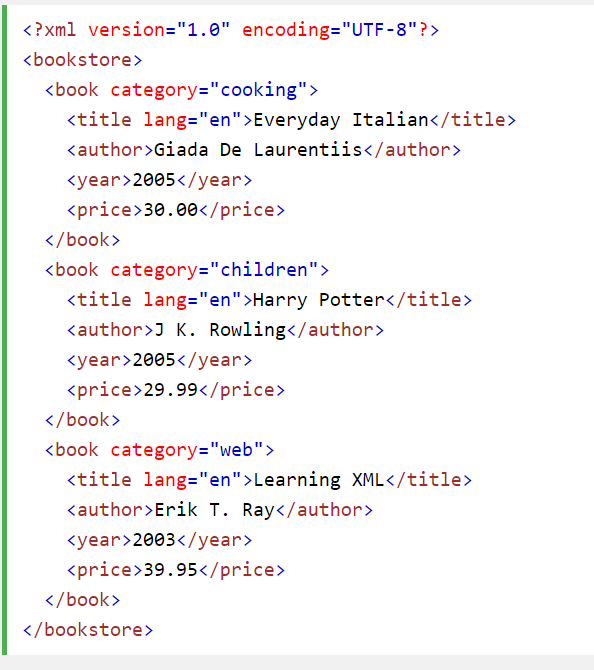 <?xml version="1.0" encoding="UTF-8"?>
<bookstore>
  <book category="cooking">
    <title lang="en">Everyday Italian</title>
    <author>Giada De Laurentiis</author>
    <year>2005</year>
    <price>30.00</price>
  </book>
  <book category="children">
    <title lang="en">Harry Potter</title>
    <author>J K. Rowling</author>
    <year>2005</year>
    <price>29.99</price>
  </book>
  <book category="web">
    <title lang="en">Learning XML</title>
    <author>Erik T. Ray</author>
    <year>2003</year>
    <price>39.95</price>
  </book>
</bookstore>